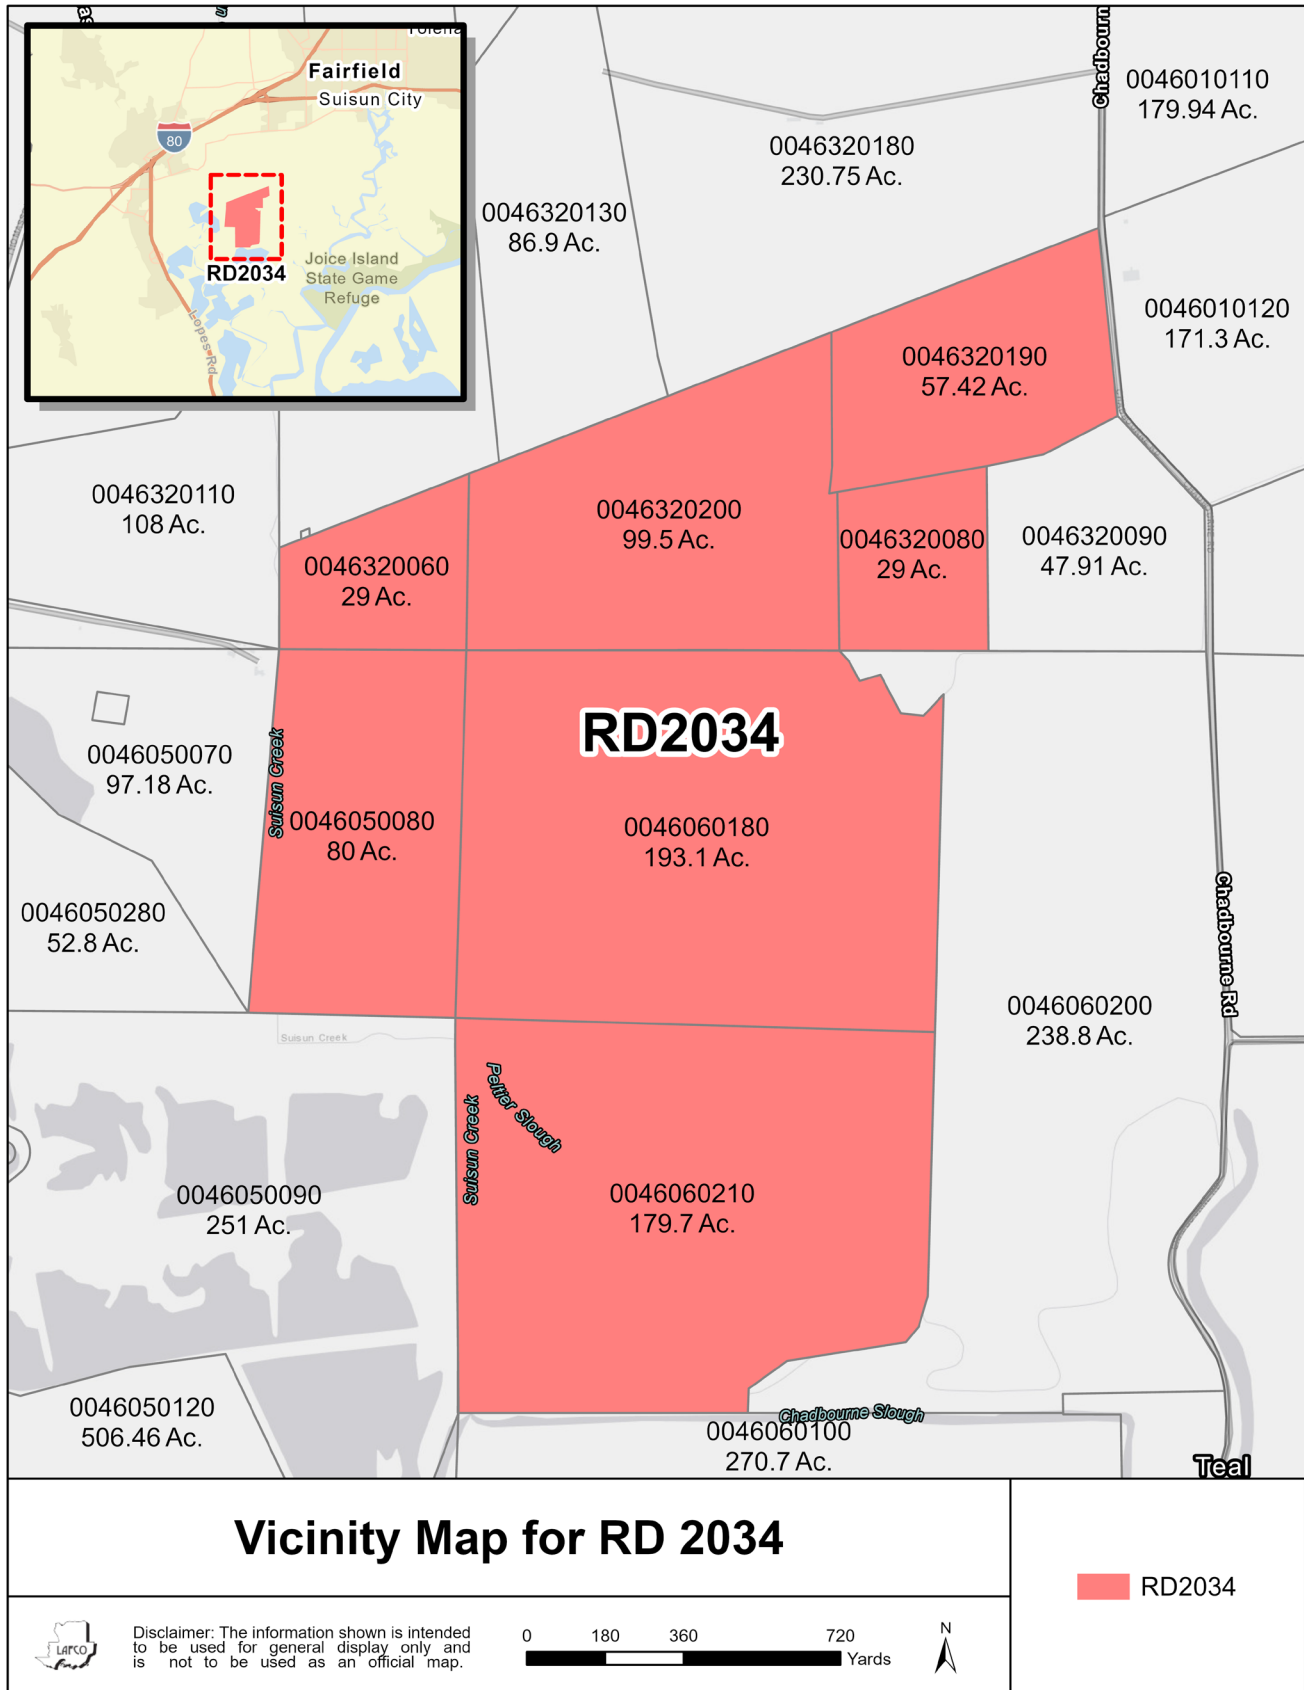 Fairfield
Suisun City
80
RD2034
Joice Island
State Game
Refuge
Lopes Rd
Chadbourn
0046010110
179.94 Ac.
0046320180
230.75 Ac.
0046320130
86.9 Ac.
0046010120
171.3 Ac.
0046320190
57.42 Ac.
0046320110
108 Ac.
0046320200
99.5 Ac.
0046320060
29 Ac.
0046320080
29 Ac.
0046320090
47.91 Ac.
RD2034
0046050070
97.18 Ac.
Suisun Creek
0046050080
80 Ac.
0046060180
193.1 Ac.
0046050280
52.8 Ac.
Chadbourne Rd
0046060200
238.8 Ac.
Suisun Creek
Peltier Slough
Suisun Creek
0046050090
251 Ac.
0046060210
179.7 Ac.
0046050120
506.46 Ac.
Chadbourne Slough
0046060100
270.7 Ac.
Teal
Vicinity Map for RD 2034
RD2034
LAFCO
Disclaimer: The information shown is intended
to be used for general display only and
is not to be used as an official map.
0 180 360 720
Yards
N